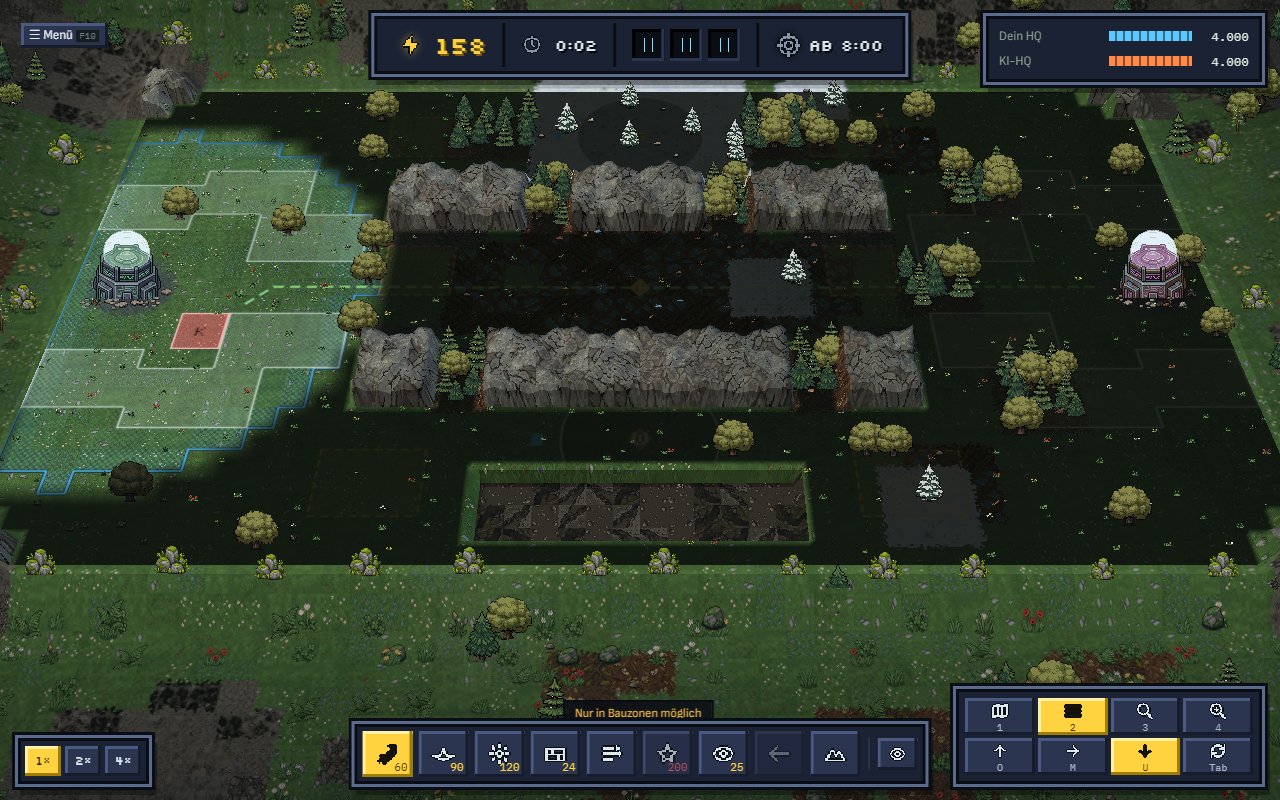 Menü F10
158
0:02
AB 8:00
Dein HQ 4.000
KI-HQ 4.000
K
Nur in Bauzonen möglich
60
90
120
24
200
25
1×
2×
4×
1
2
3
4
O
M
U
Tab